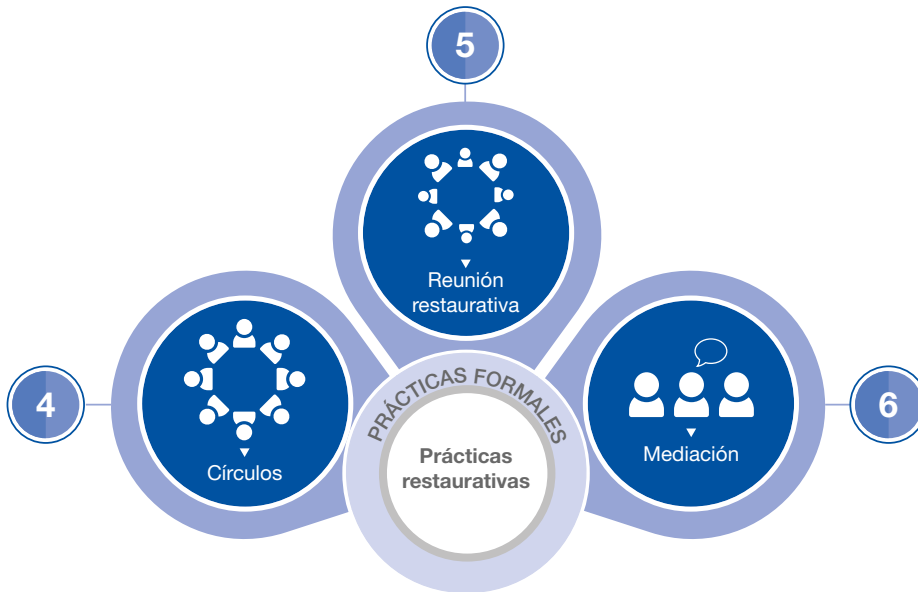 5
Reunión
restaurativa
4
Círculos
6
Mediación
PRÁCTICAS FORMALES
Prácticas
restaurativas